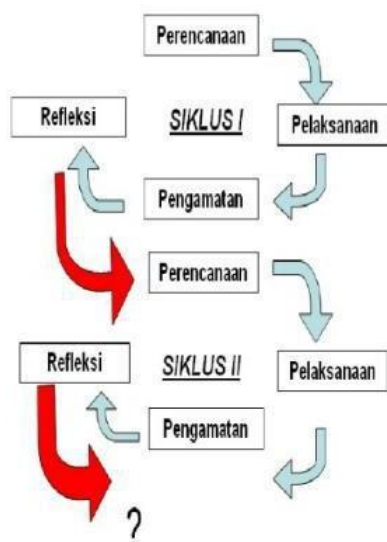 Perencanaan
Refleksi
SIKLUS I
Pelaksanaan
Pengamatan
Perencanaan
Refleksi
SIKLUS II
Pelaksanaan
Pengamatan
?